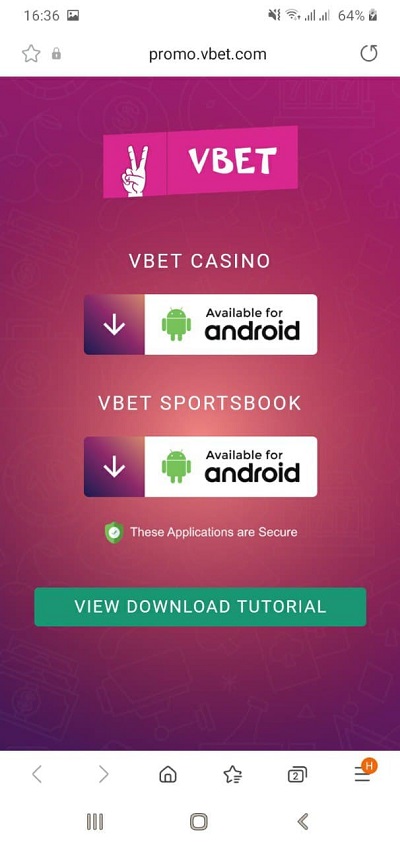 16:36 64%
promo.vbet.com
VBET
VBET CASINO
Available for
android
VBET SPORTSBOOK
Available for
android
These Applications are Secure
VIEW DOWNLOAD TUTORIAL
2
H